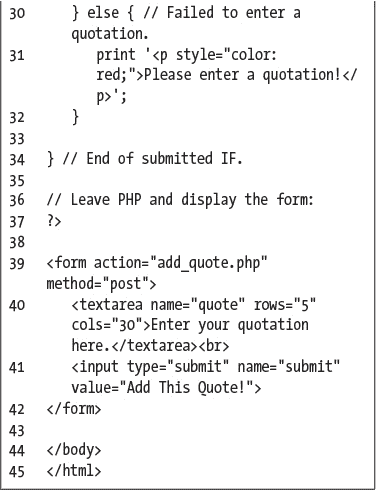 30 } else { // Failed to enter a
quotation.
31 print '<p style="color:
red;">Please enter a quotation!</
p>';
32 }
33
34 } // End of submitted IF.
35
36 // Leave PHP and display the form:
37 ?>
38
39 <form action="add_quote.php"
method="post">
40 <textarea name="quote" rows="5"
cols="30">Enter your quotation
here.</textarea><br>
41 <input type="submit" name="submit"
value="Add This Quote!">
42 </form>
43
44 </body>
45 </html>